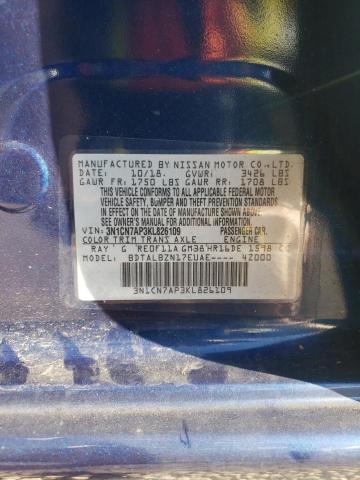 MANUFACTURED BY NISSAN MOTOR CO.,LTD.
DATE: 10/18. GVWR: 3426 LBS
GAWR FR: 1750 LBS GAWR RR: 1708 LBS
THIS VEHICLE CONFORMS TO ALL APPLICABLE FEDERAL MOTOR
VEHICLE SAFETY, BUMPER AND THEFT PREVENTION STANDARDS
IN EFFECT ON THE DATE OF MANUFACTURE SHOWN ABOVE.
SEE OWNER'S MANUAL FOR ADDITIONAL INFORMATION.
VIN: 3N1CN7AP3KL826109 PASSENGER CAR.
COLOR TRIM TRANS AXLE ENGINE
RAY G RE0F11A GM38 HR16DE 1598 CC
MODEL: BDTALBZN17EUAE---- 4Z000
3N1CN7AP3KL826109